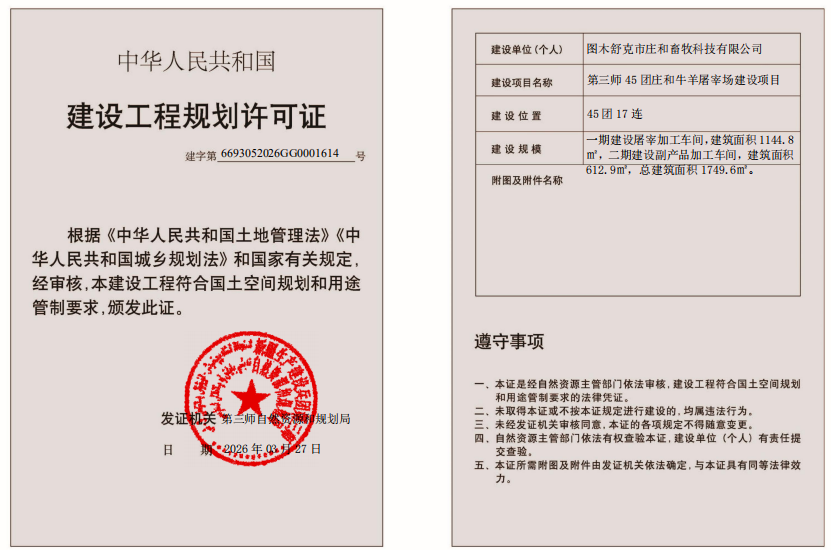 中华人民共和国
建设工程规划许可证
建字第 6693052026GG0001614 号
根据《中华人民共和国土地管理法》《中
华人民共和国城乡规划法》和国家有关规定，
经审核，本建设工程符合国土空间规划和用途
管制要求，颁发此证。
发证机关 第三师自然资源和规划局
日 期 2026 年 03 月 27 日
建设单位(个人) 图木舒克市庄和畜牧科技有限公司
建设项目名称 第三师 45 团庄和牛羊屠宰场建设项目
建设位置 45 团 17 连
建设规模 一期建设屠宰加工车间，建筑面积 1144.8
㎡，二期建设副产品加工车间，建筑面积
612.9㎡，总建筑面积 1749.6㎡。
附图及附件名称
遵守事项
一、本证是经自然资源主管部门依法审核，建设工程符合国土空间规划
和用途管制要求的法律凭证。
二、未取得本证或不按本证规定进行建设的，均属违法行为。
三、未经发证机关审核同意，本证的各项规定不得随意变更。
四、自然资源主管部门依法有权查验本证，建设单位（个人）有责任提
交查验。
五、本证所需附图及附件由发证机关依法确定，与本证具有同等法律效
力。